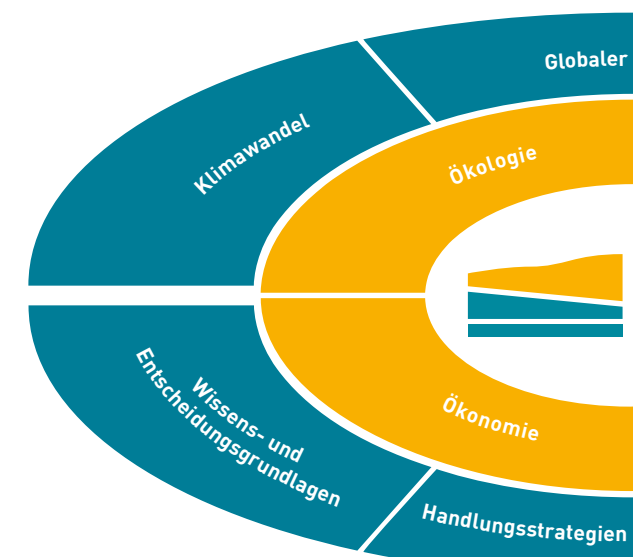 Globaler
Klimawandel
Ökologie
Wissens- und
Entscheidungsgrundlagen
Ökonomie
Handlungsstrategien